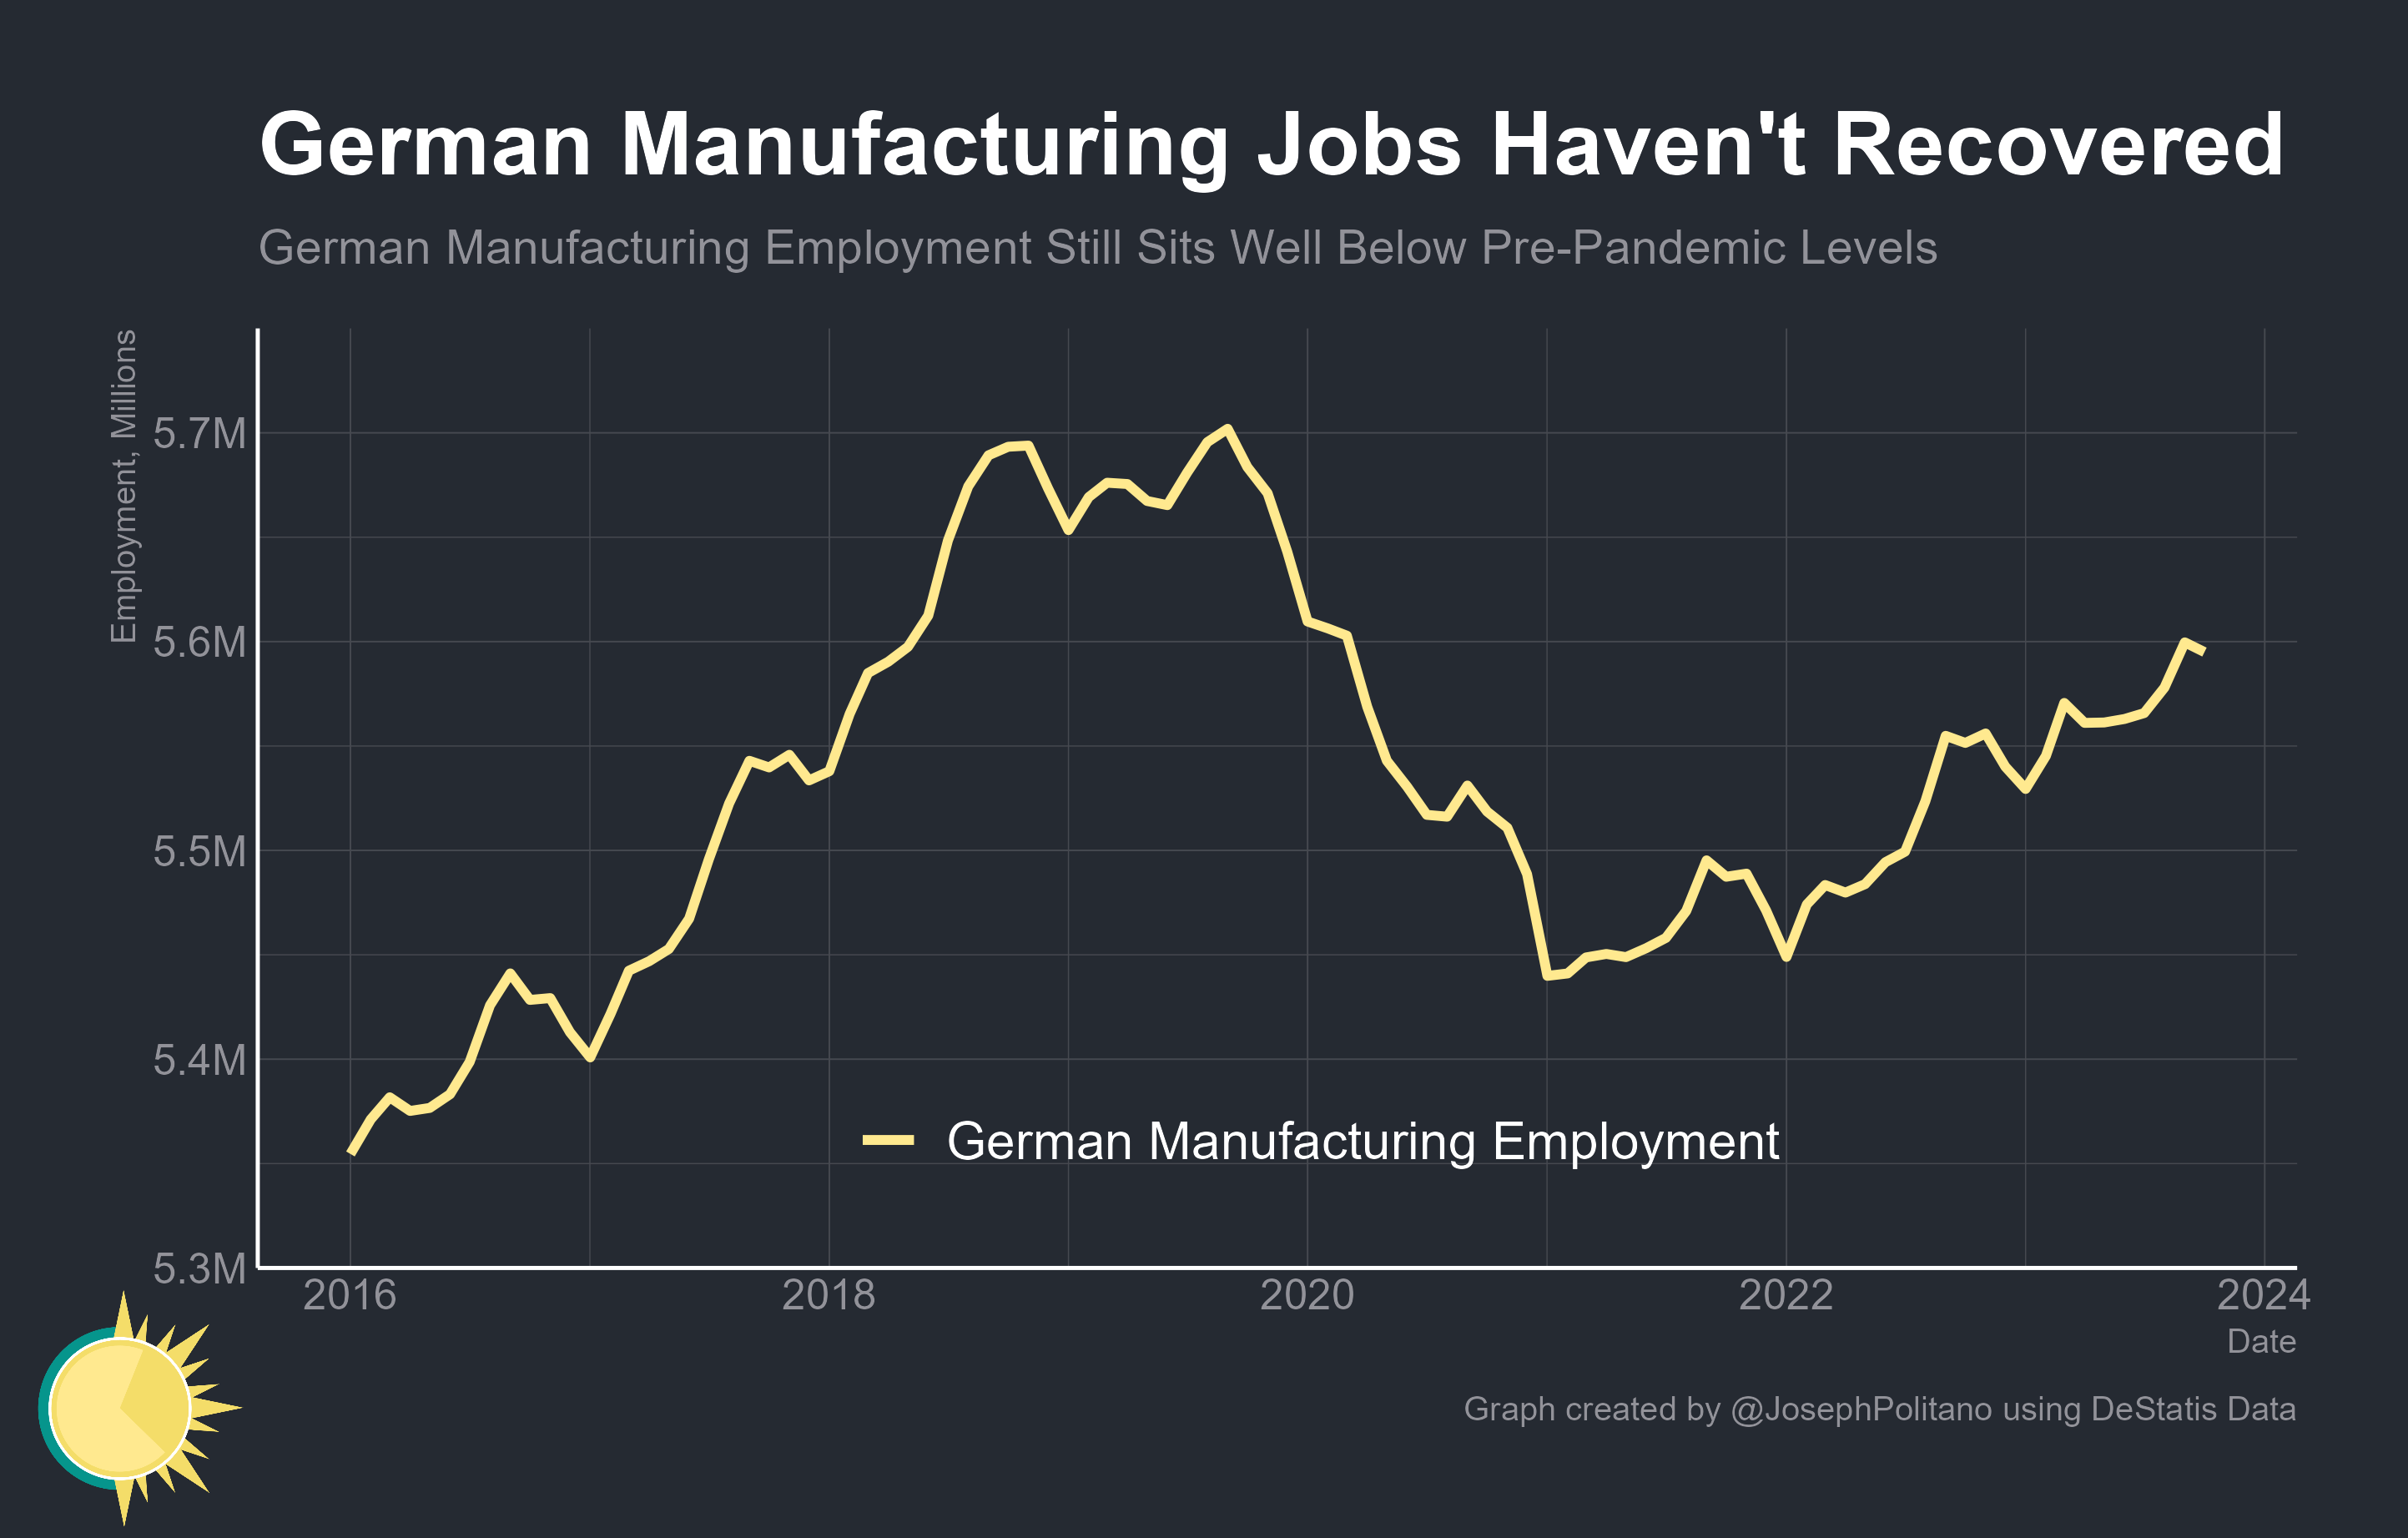 German Manufacturing Jobs Haven't Recovered
German Manufacturing Employment Still Sits Well Below Pre-Pandemic Levels
Employment, Millions
5.7M
5.6M
5.5M
5.4M
5.3M
German Manufacturing Employment
2016
2018
2020
2022
2024
Date
Graph created by @JosephPolitano using DeStatis Data